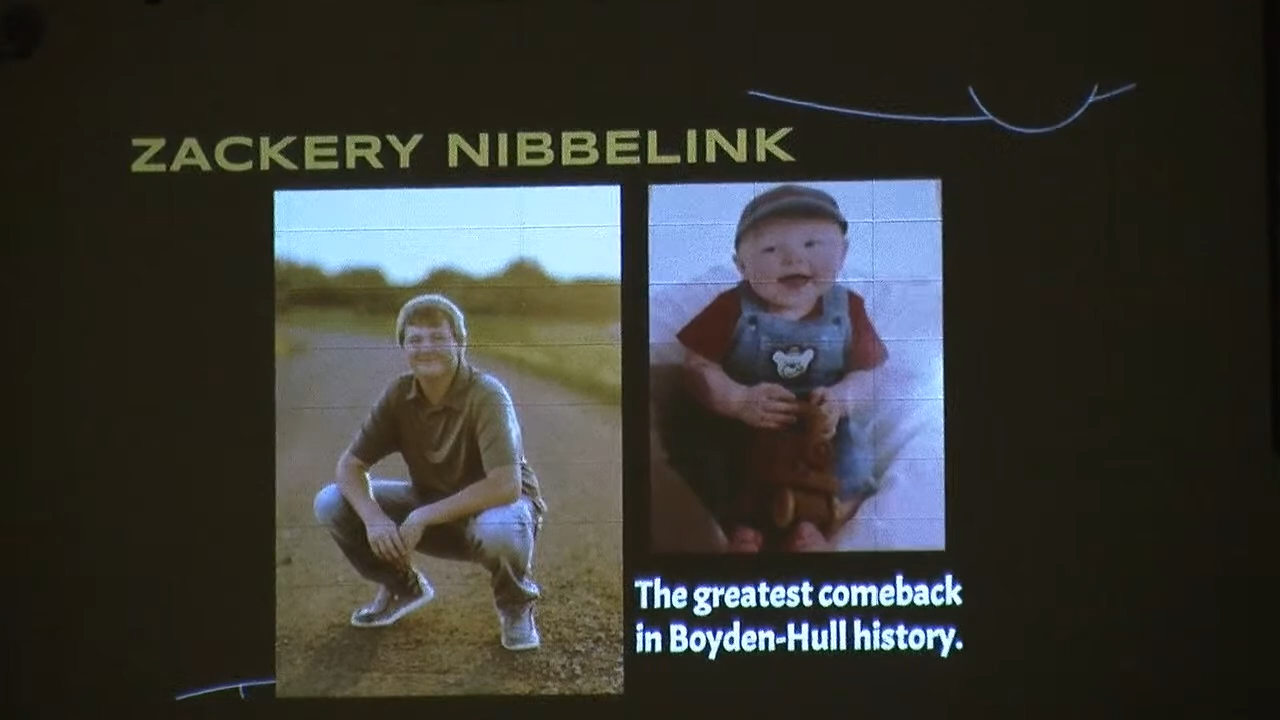 ZACKERY NIBBELINK
The greatest comeback
in Boyden-Hull history.